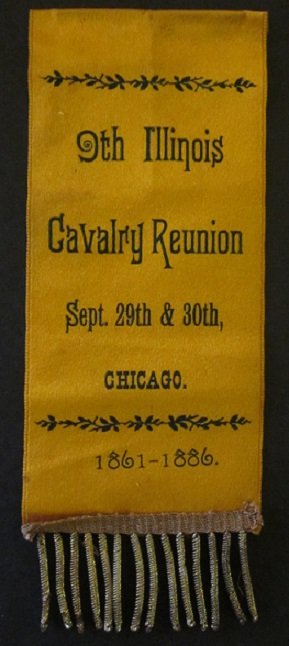 9th Illinois
Cavalry Reunion
Sept. 29th & 30th,
CHICAGO.
1861-1886.